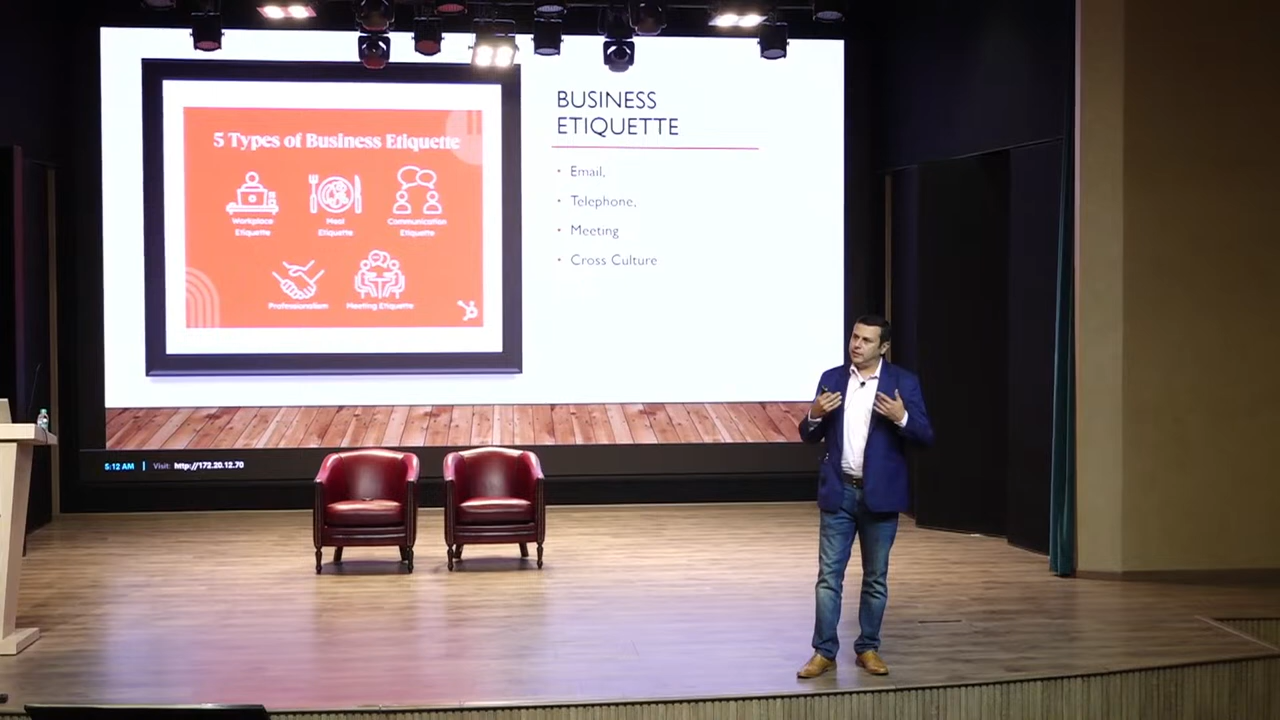 5 Types of Business Etiquette
Workplace
Etiquette
Meal
Etiquette
Communication
Etiquette
Professionalism
Meeting Etiquette
BUSINESS
ETIQUETTE
• Email,
• Telephone,
• Meeting
• Cross Culture
5:12 AM | Visit: http://172.20.12.70